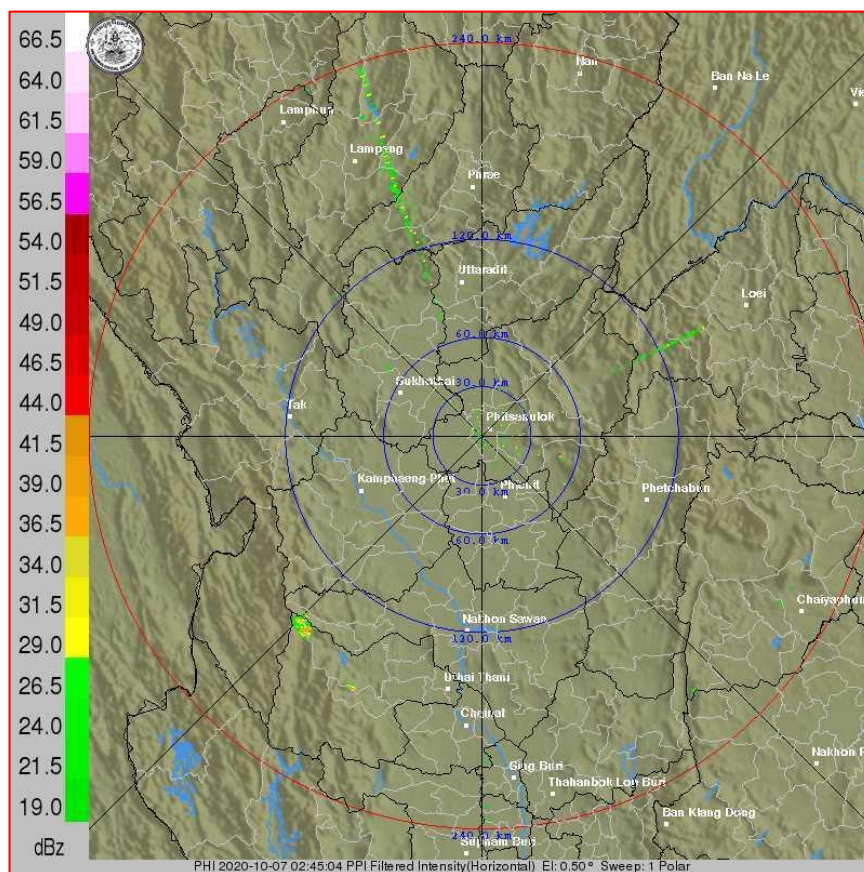 66.5
64.0
61.5
59.0
56.5
54.0
51.5
49.0
46.5
44.0
41.5
39.0
36.5
34.0
31.5
29.0
26.5
24.0
21.5
19.0
dBz
240.0 km
Nan
Ban Na Le
Lamphun
Lampang
Phrae
120.0 km
Uttaradit
Loei
60.0 km
30.0 km
Sukhothai
Tak
Phitsanulok
Kamphaeng Phet
Phichit
30.0 km
Phetchabun
60.0 km
Nakhon Sawan
120.0 km
Chaiyaphum
Uthai Thani
Chainat
Nakhon R
Sing Buri
Thahanbok Lop Buri
Ban Klang Dong
240.0 km
Suphan Buri
PHI 2020-10-07 02:45:04 PPI Filtered Intensity(Horizontal) El: 0.50° Sweep: 1 Polar